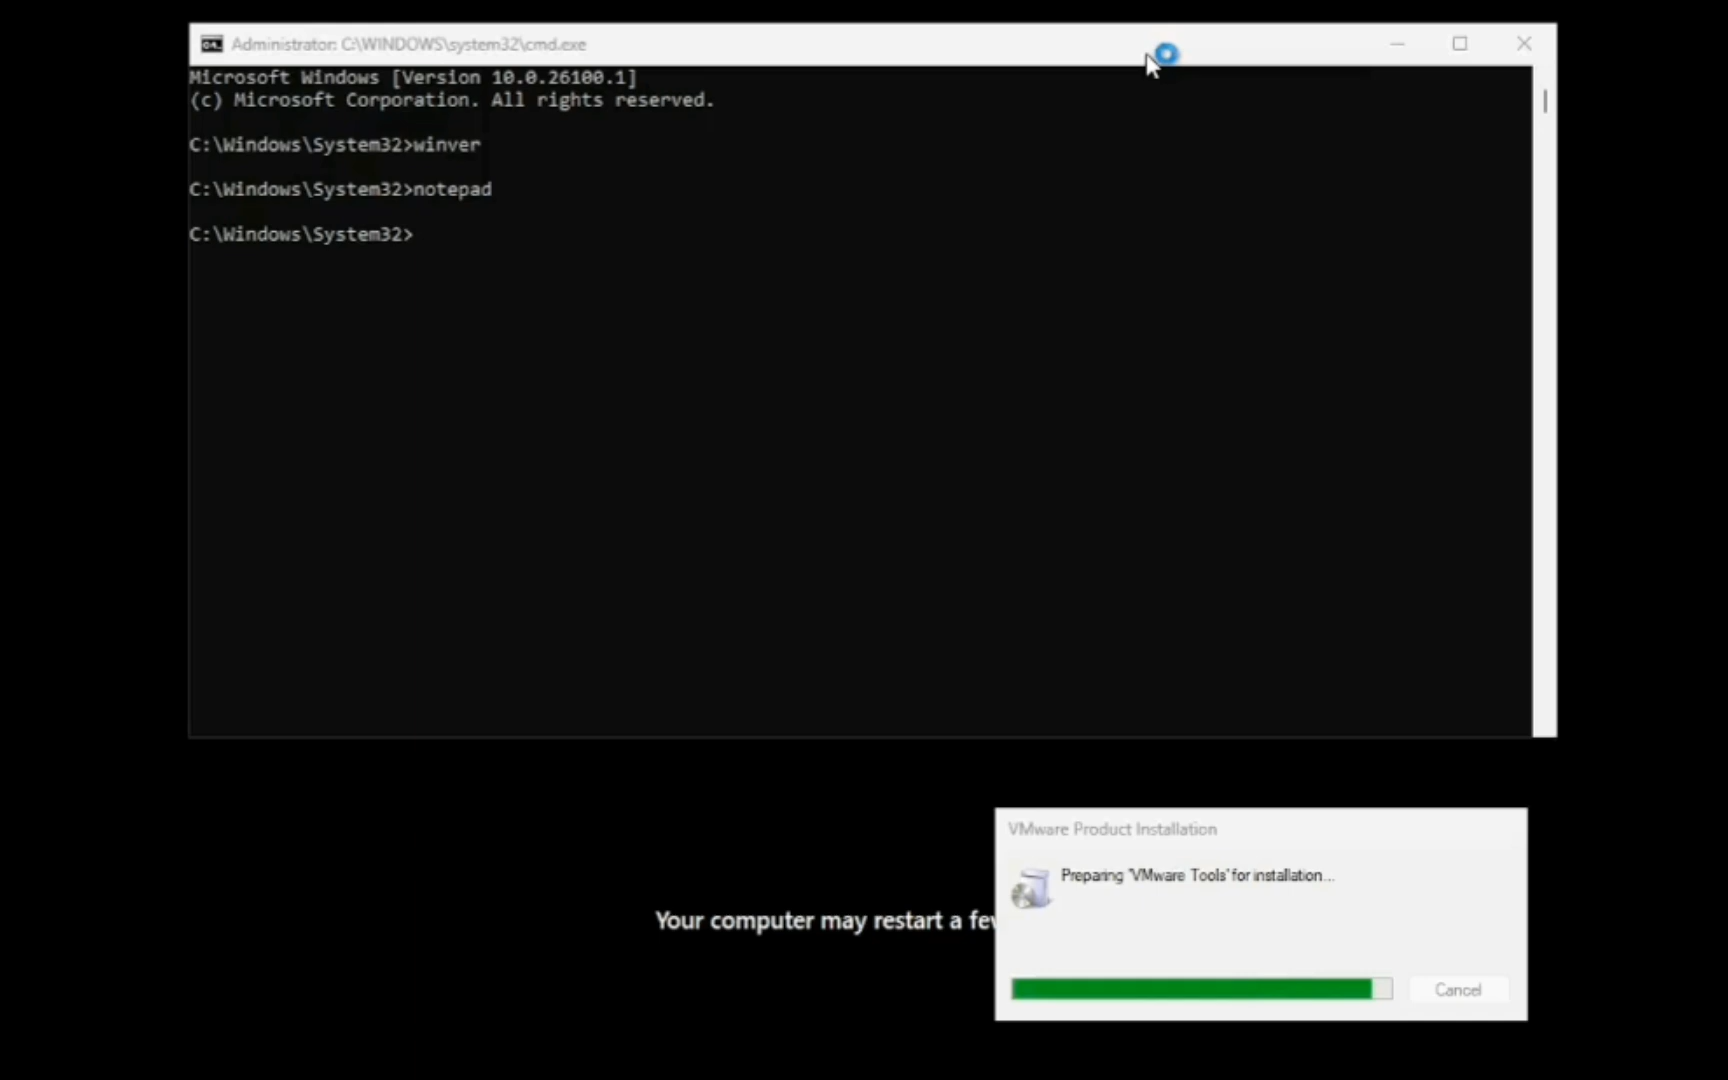 Administrator: C:\WINDOWS\system32\cmd.exe
Microsoft Windows [Version 10.0.26100.1]
(c) Microsoft Corporation. All rights reserved.
C:\Windows\System32>winver
C:\Windows\System32>notepad
C:\Windows\System32>
VMware Product Installation
Preparing 'VMware Tools' for installation...
Your computer may restart a few
Cancel